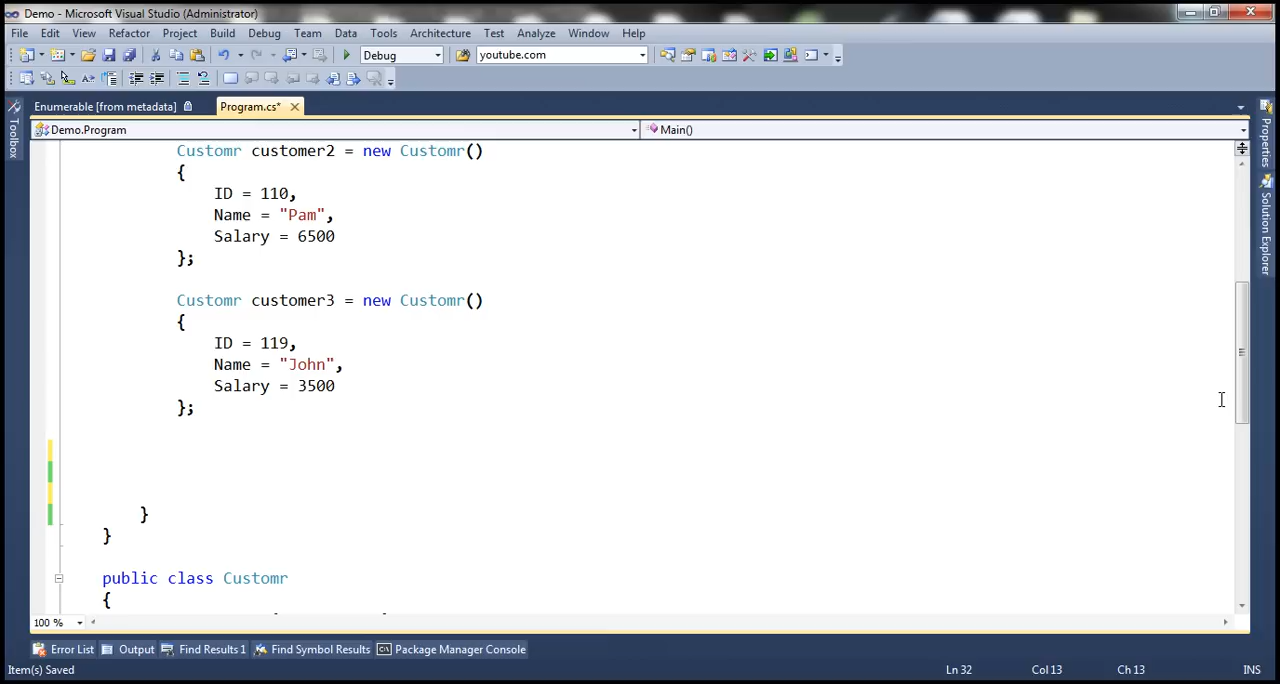 Demo - Microsoft Visual Studio (Administrator)
File Edit View Refactor Project Build Debug Team Data Tools Architecture Test Analyze Window Help
Debug youtube.com
Enumerable [from metadata] Program.cs*
Demo.Program Main()
Toolbox
Properties
Solution Explorer
Customr customer2 = new Customr()
{
ID = 110,
Name = "Pam",
Salary = 6500
};
Customr customer3 = new Customr()
{
ID = 119,
Name = "John",
Salary = 3500
};
}
}
public class Customr
{
100 %
Error List Output Find Results 1 Find Symbol Results Package Manager Console
Item(s) Saved Ln 32 Col 13 Ch 13 INS